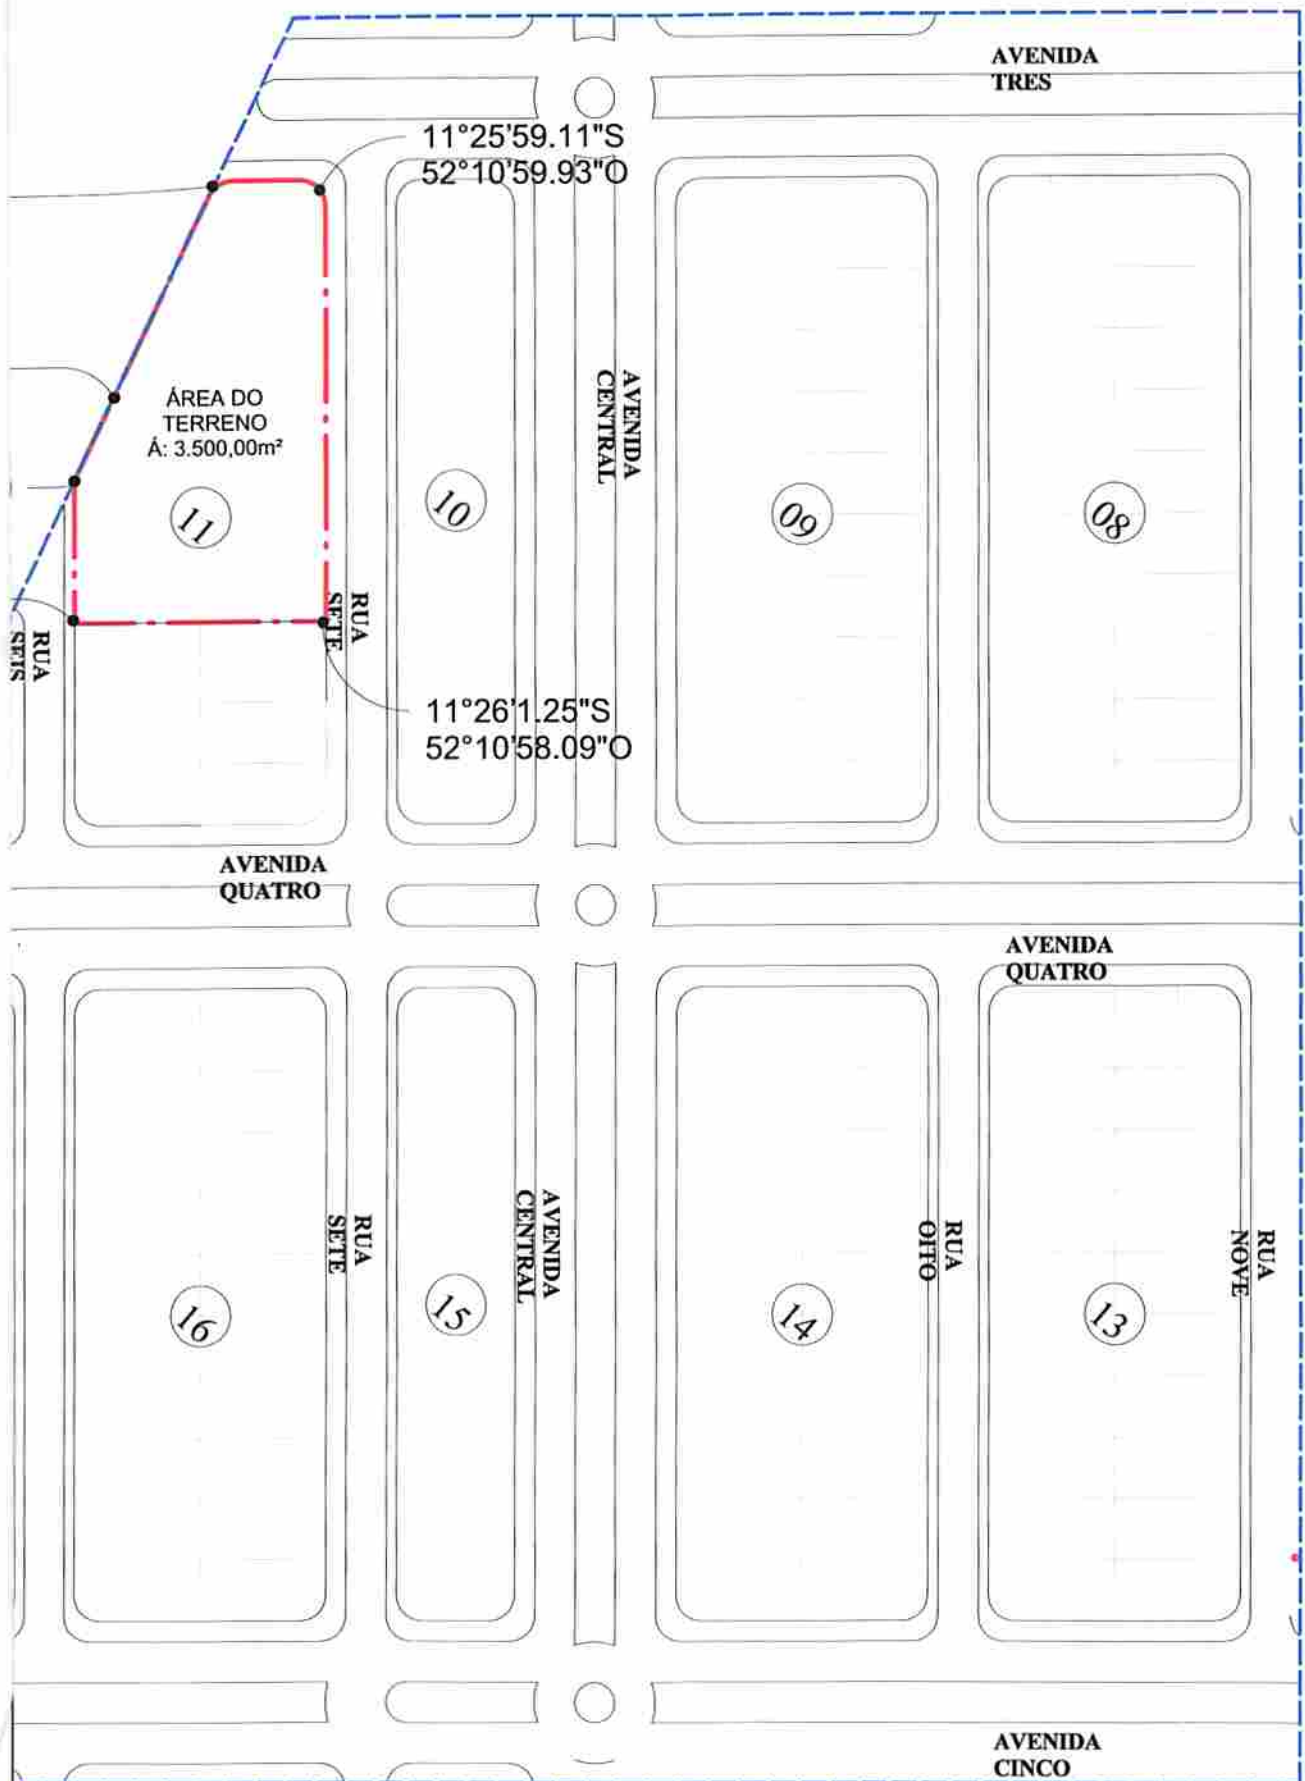 AVENIDA
TRES
11°25'59.11"S
52°10'59.93"O
ÁREA DO
TERRENO
Á: 3.500,00m²
AVENIDA
CENTRAL
11
10
09
08
RUA
SETE
RUA
SEIS
11°26'1.25"S
52°10'58.09"O
AVENIDA
QUATRO
AVENIDA
QUATRO
RUA
SETE
AVENIDA
CENTRAL
RUA
OITO
RUA
NOVE
16
15
14
13
AVENIDA
CINCO